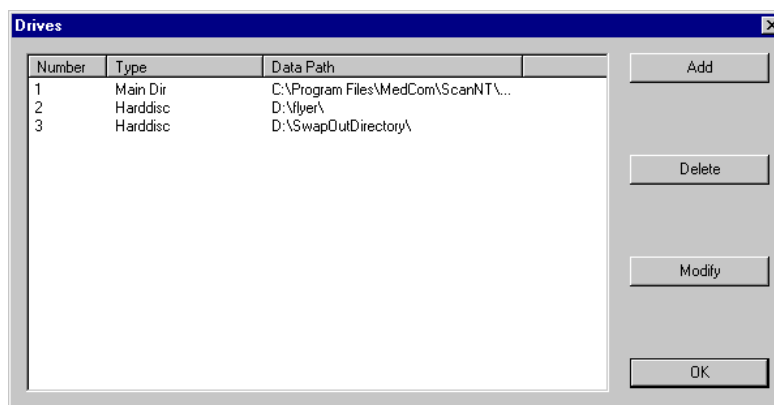 Drives
Number Type Data Path
1 Main Dir C:\Program Files\MedCom\ScanNT\...
2 Harddisc D:\flyer\
3 Harddisc D:\SwapOutDirectory\
Add
Delete
Modify
OK